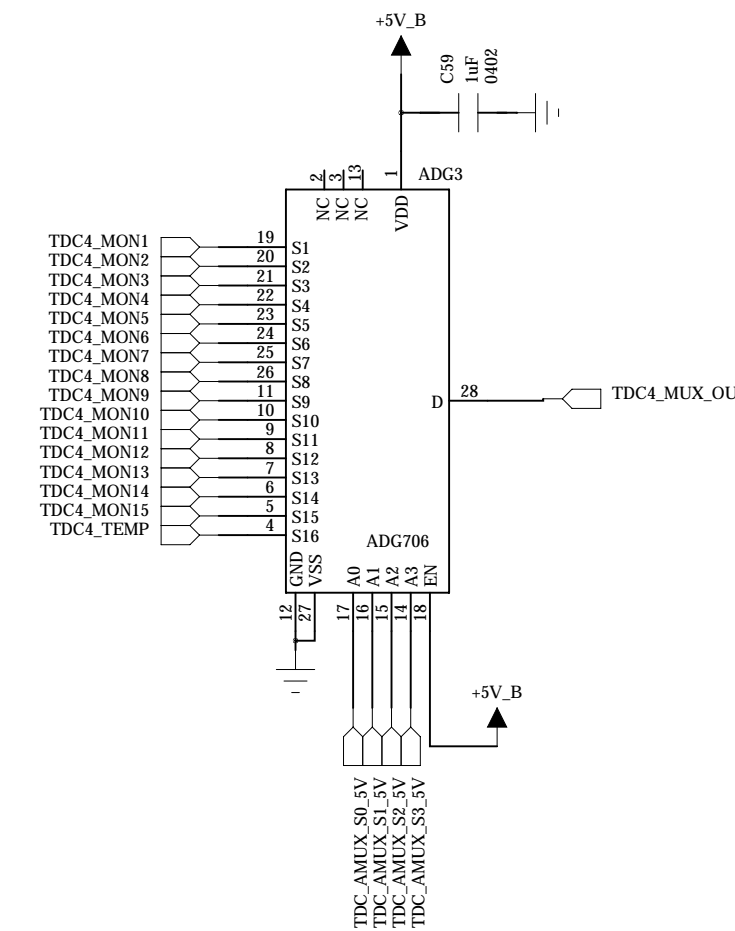 +5V_B
C59
1uF
0402
ADG3
2
3
13
1
NC
NC
NC
VDD
TDC4_MON1 19 S1
TDC4_MON2 20 S2
TDC4_MON3 21 S3
TDC4_MON4 22 S4
TDC4_MON5 23 S5
TDC4_MON6 24 S6
TDC4_MON7 25 S7
TDC4_MON8 26 S8
TDC4_MON9 11 S9
TDC4_MON10 10 S10
TDC4_MON11 9 S11
TDC4_MON12 8 S12
TDC4_MON13 7 S13
TDC4_MON14 6 S14
TDC4_MON15 5 S15
TDC4_TEMP 4 S16
D 28 TDC4_MUX_OU
ADG706
GND
VSS
A0
A1
A2
A3
EN
12
27
17
16
15
14
18
+5V_B
TDC_AMUX_S0_5V
TDC_AMUX_S1_5V
TDC_AMUX_S2_5V
TDC_AMUX_S3_5V